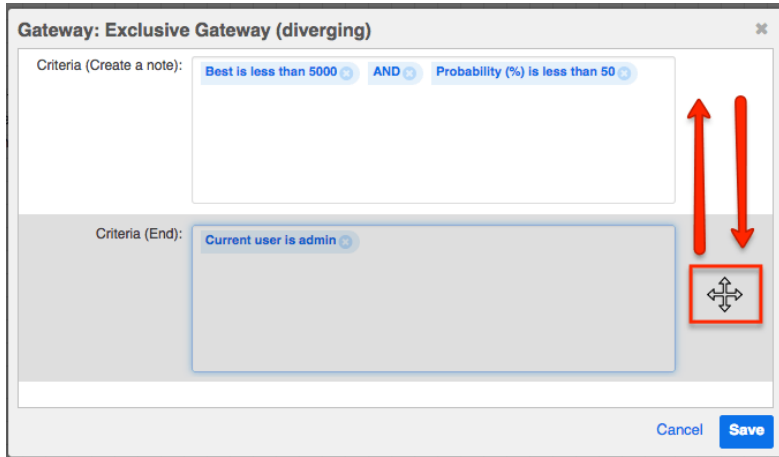 Gateway: Exclusive Gateway (diverging)
Criteria (Create a note):
Best is less than 5000 AND Probability (%) is less than 50
Criteria (End):
Current user is admin
Cancel Save